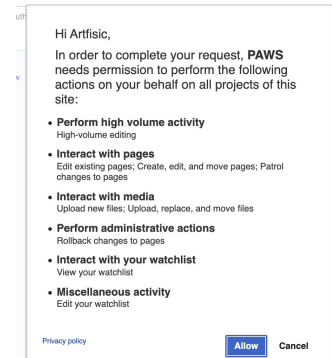 uth
Hi Artfisic,
In order to complete your request, PAWS
needs permission to perform the following
actions on your behalf on all projects of this
site:
• Perform high volume activity
High-volume editing
• Interact with pages
Edit existing pages; Create, edit, and move pages; Patrol
changes to pages
• Interact with media
Upload new files; Upload, replace, and move files
• Perform administrative actions
Rollback changes to pages
• Interact with your watchlist
View your watchlist
• Miscellaneous activity
Edit your watchlist
Privacy policy
Allow Cancel